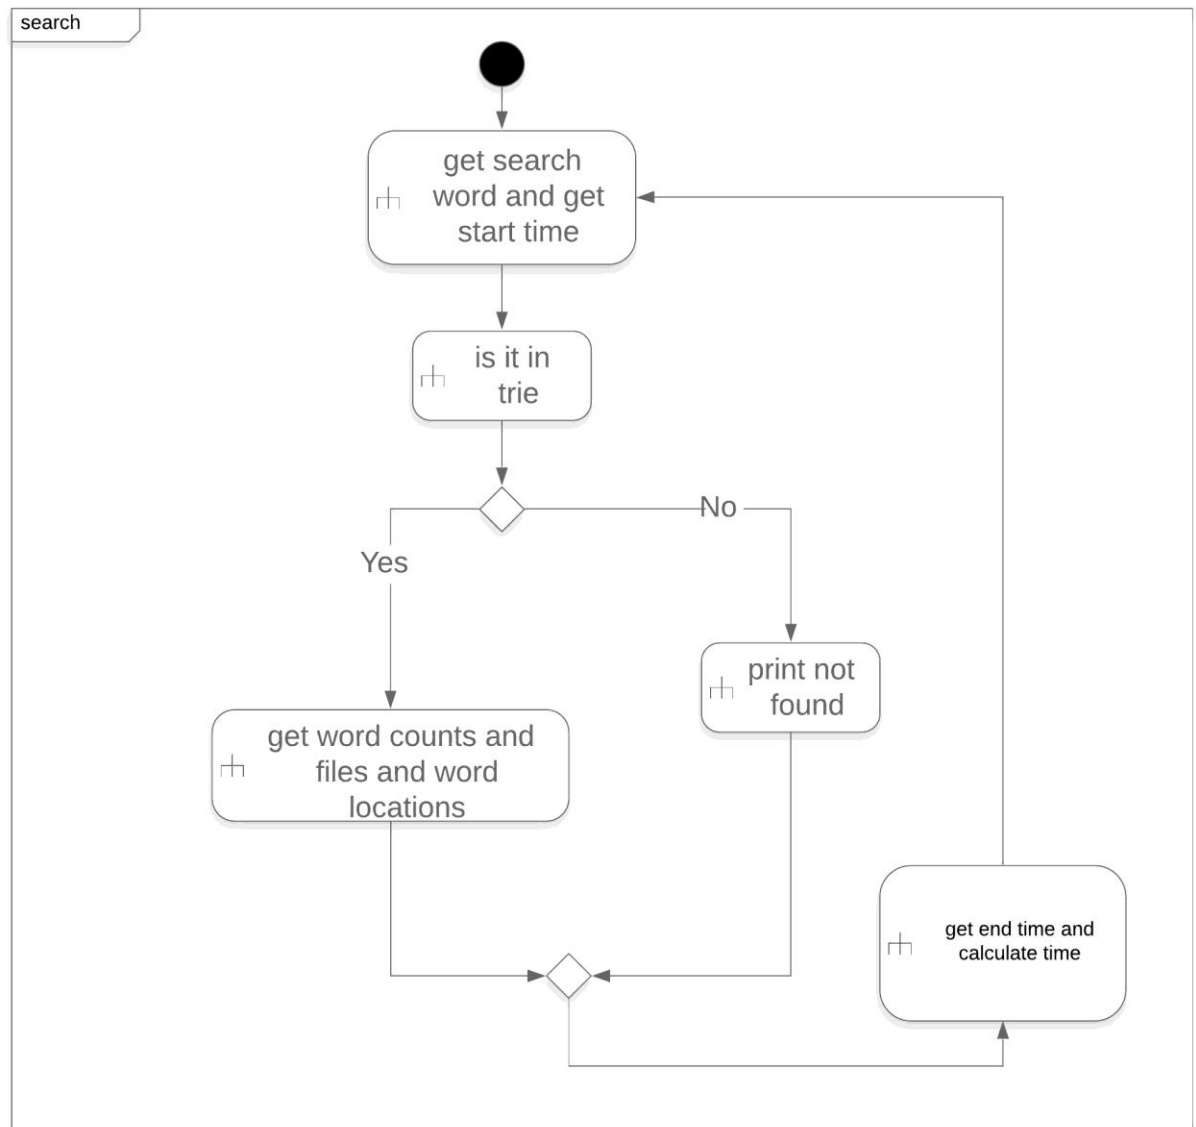 search
get search
word and get
start time
is it in
trie
No
Yes
print not
found
get word counts and
files and word
locations
get end time and
calculate time